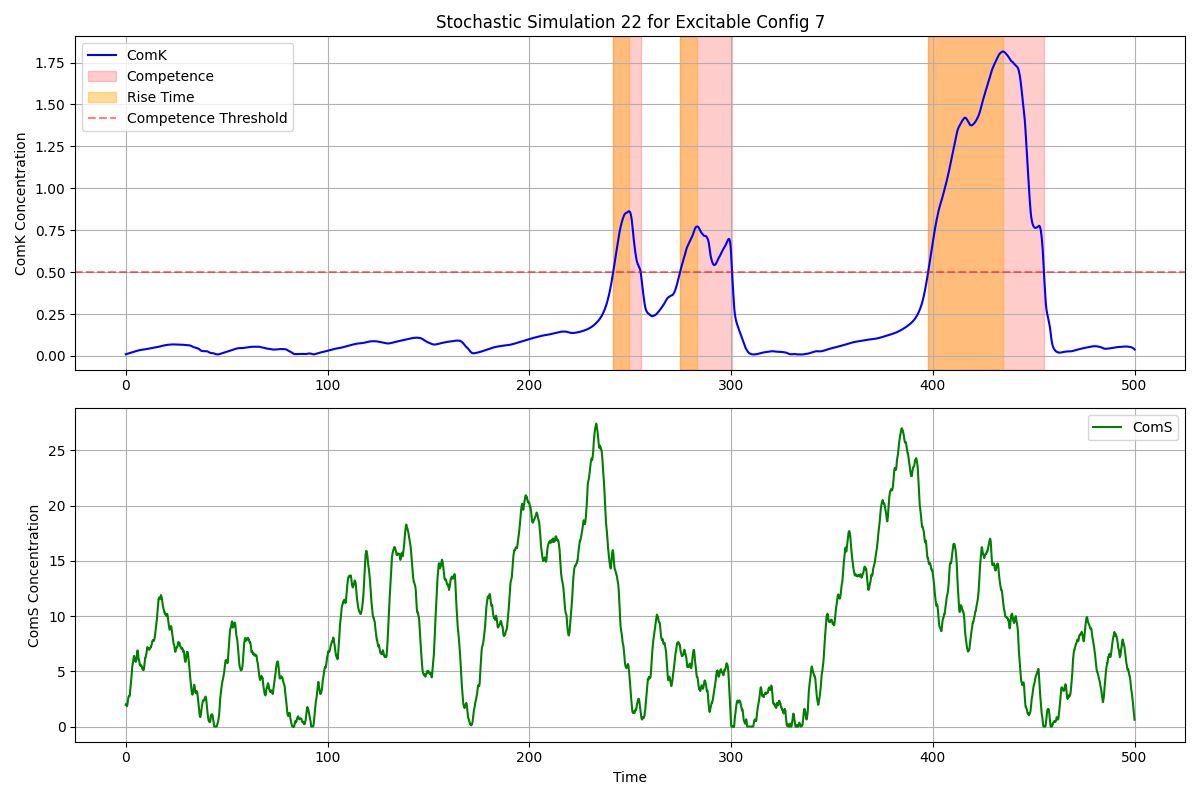 Stochastic Simulation 22 for Excitable Config 7
ComK Concentration
1.75
1.50
1.25
1.00
0.75
0.50
0.25
0.00
ComK
Competence
Rise Time
Competence Threshold
0 100 200 300 400 500
ComS Concentration
25
20
15
10
5
0
ComS
0 100 200 300 400 500
Time